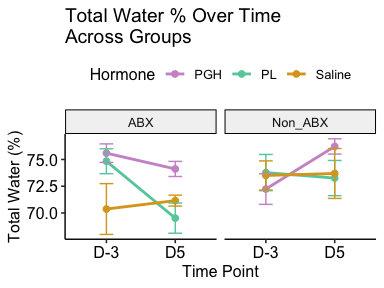 Total Water % Over Time
Across Groups
Hormone PGH PL Saline
ABX Non_ABX
Total Water (%)
75.0
72.5
70.0
D-3 D5 D-3 D5
Time Point